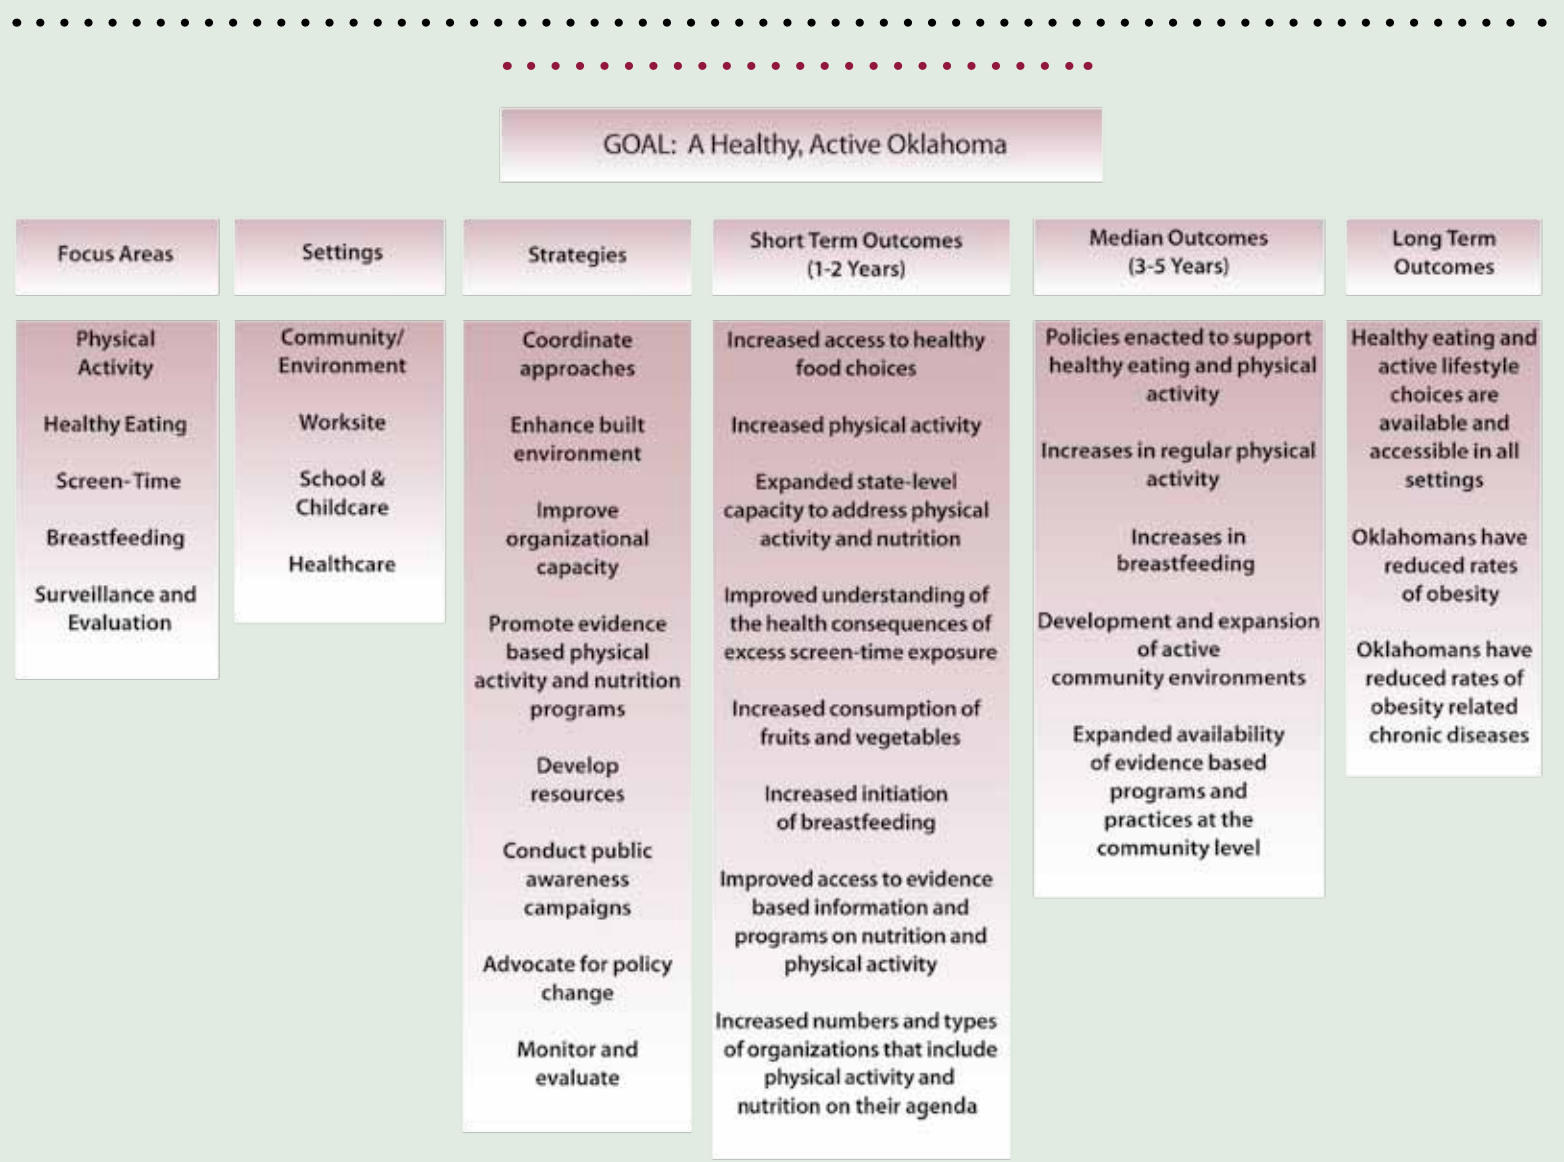 GOAL: A Healthy, Active Oklahoma
Focus Areas
Physical
Activity
Healthy Eating
Screen-Time
Breastfeeding
Surveillance and
Evaluation
Settings
Community/
Environment
Worksite
School &
Childcare
Healthcare
Strategies
Coordinate
approaches
Enhance built
environment
Improve
organizational
capacity
Promote evidence
based physical
activity and nutrition
programs
Develop
resources
Conduct public
awareness
campaigns
Advocate for policy
change
Monitor and
evaluate
Short Term Outcomes
(1-2 Years)
Increased access to healthy
food choices
Increased physical activity
Expanded state-level
capacity to address physical
activity and nutrition
Improved understanding of
the health consequences of
excess screen-time exposure
Increased consumption of
fruits and vegetables
Increased initiation
of breastfeeding
Improved access to evidence
based information and
programs on nutrition and
physical activity
Increased numbers and types
of organizations that include
physical activity and
nutrition on their agenda
Median Outcomes
(3-5 Years)
Policies enacted to support
healthy eating and physical
activity
Increases in regular physical
activity
Increases in
breastfeeding
Development and expansion
of active
community environments
Expanded availability
of evidence based
programs and
practices at the
community level
Long Term
Outcomes
Healthy eating and
active lifestyle
choices are
available and
accessible in all
settings
Oklahomans have
reduced rates
of obesity
Oklahomans have
reduced rates of
obesity related
chronic diseases